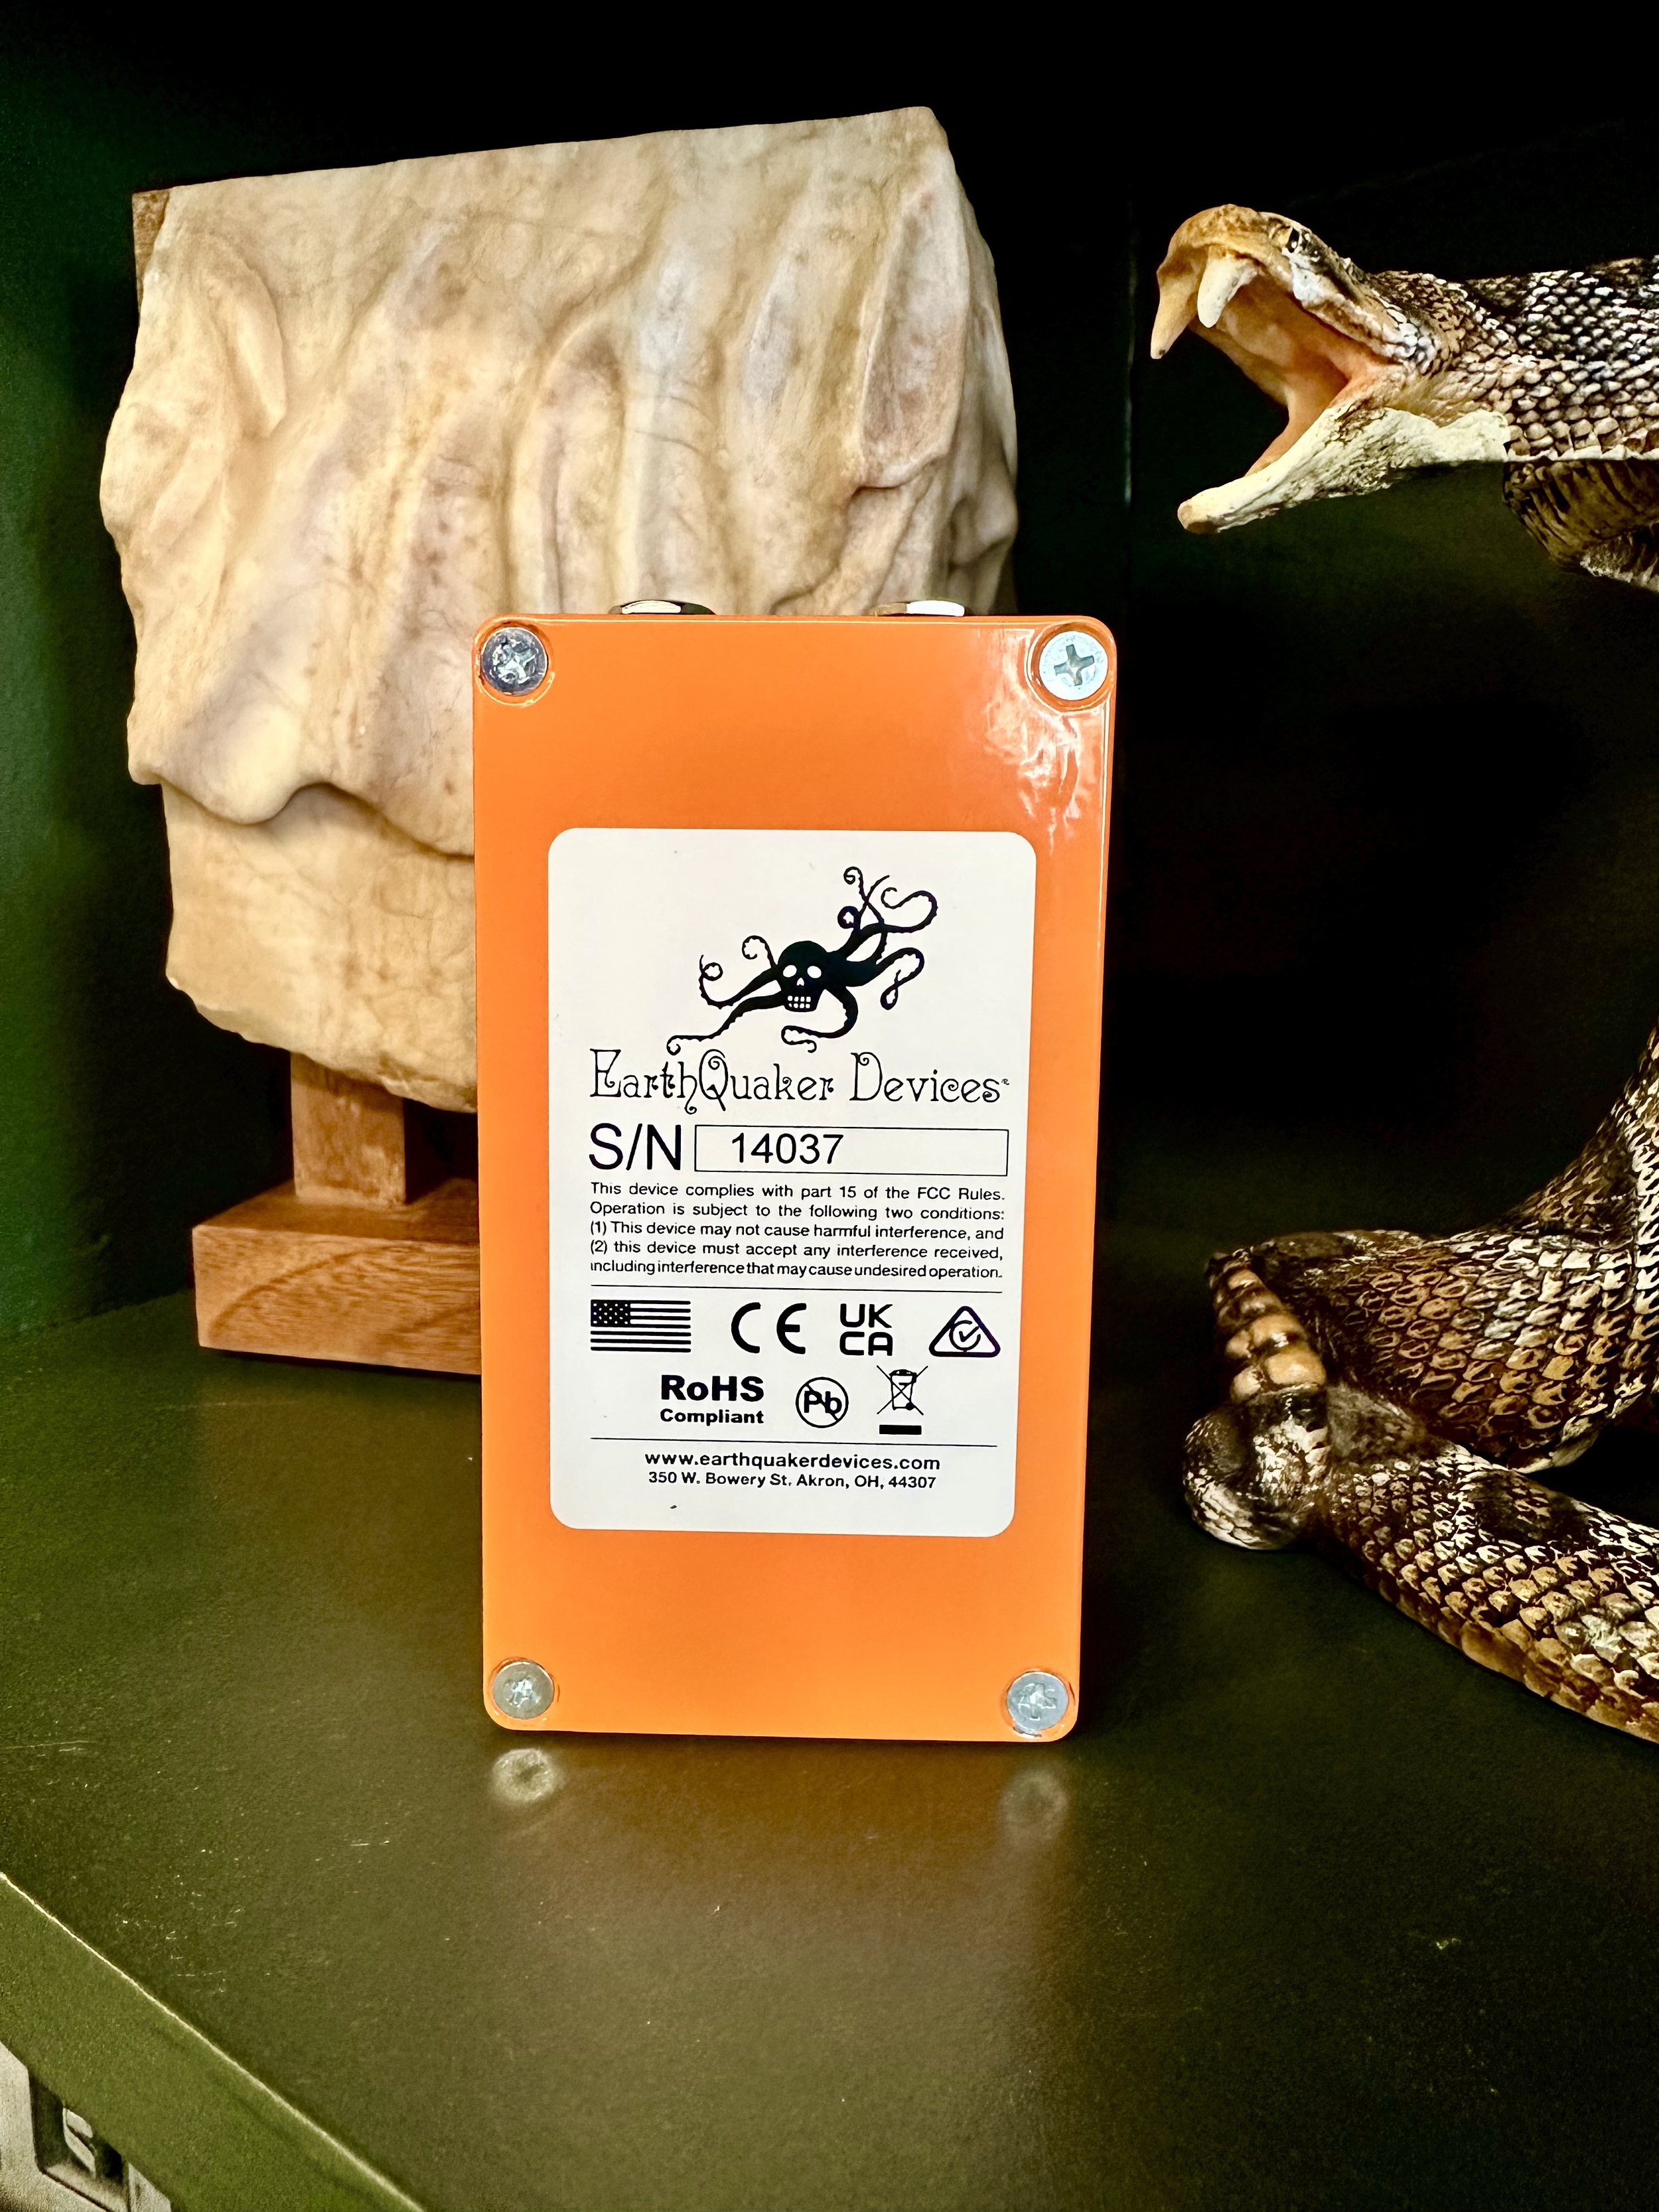 EarthQuaker Devices
S/N 14037
This device complies with part 15 of the FCC Rules.
Operation is subject to the following two conditions:
(1) This device may not cause harmful interference, and
(2) this device must accept any interference received,
including interference that may cause undesired operation.
CE UK
CA
RoHS
Compliant
Pb
www.earthquakerdevices.com
350 W. Bowery St. Akron, OH, 44307